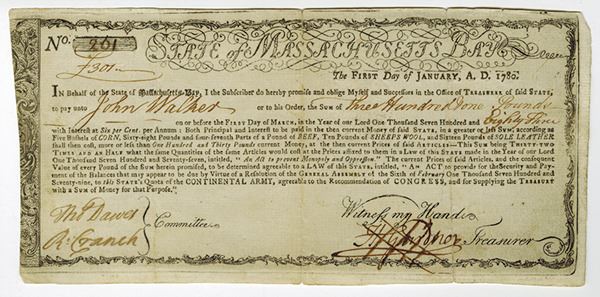 No. 261
STATE of MASSACHUSETTS BAY
£301
The FIRST Day of JANUARY, A. D. 1780.
IN Behalf of the State of Massachusetts-Bay, I the Subscriber do hereby promise and oblige Myself and Successors in the Office of TREASURER of said STATE,
to pay unto John Walker or to his Order, the Sum of Three Hundred One Pounds
on or before the FIRST Day of MARCH, in the Year of our Lord One Thousand Seven Hundred and Eighty Three
with Interest at Six per Cent. per Annum: Both Principal and Interest to be paid in the then current Money of said STATE, in a greater or less SUM, according as
Five Bushels of CORN, Sixty-eight Pounds and four-seventh Parts of a Pound of BEEF, Ten Pounds of SHEEPS WOOL, and Sixteen Pounds of SOLE LEATHER
shall then cost, more or less than One Hundred and Thirty Pounds current Money, at the then current Prices of said ARTICLES—This SUM being THIRTY-TWO
TIMES AND AN HALF what the same Quantities of the same Articles would cost at the Prices affixed to them in a LAW of this STATE made in the Year of our Lord
One Thousand Seven Hundred and Seventy-seven, intitled, "An Act to prevent Monopoly and Oppression." The current Prices of said Articles, and the consequent
Value of every Pound of the Sum herein promised, to be determined agreeable to a LAW of this STATE, intitled, "An ACT to provide for the Security and Pay-
ment of the Balances that may appear to be due by Virtue of a Resolution of the GENERAL ASSEMBLY of the Sixth of February One Thousand Seven Hundred and
Seventy-nine, to this STATE's Quota of the CONTINENTAL ARMY, agreeable to the Recommendation of CONGRESS, and for Supplying the TREASURY
with a SUM of Money for that Purpose."
Witness my Hand
Tho Dawes
R. Cranch
Committee.
H Gardner Treasurer